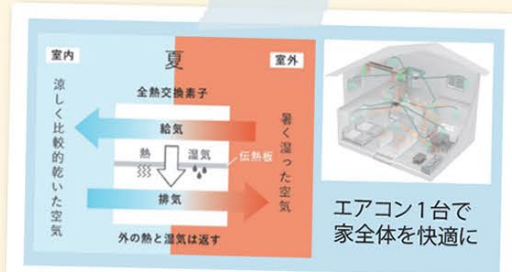 室内
夏
室外
全熱交換素子
給気
熱
湿気
伝熱板
排気
外の熱と湿気は返す
涼しく比較的乾いた空気
暑く湿った空気
エアコン1台で
家全体を快適に